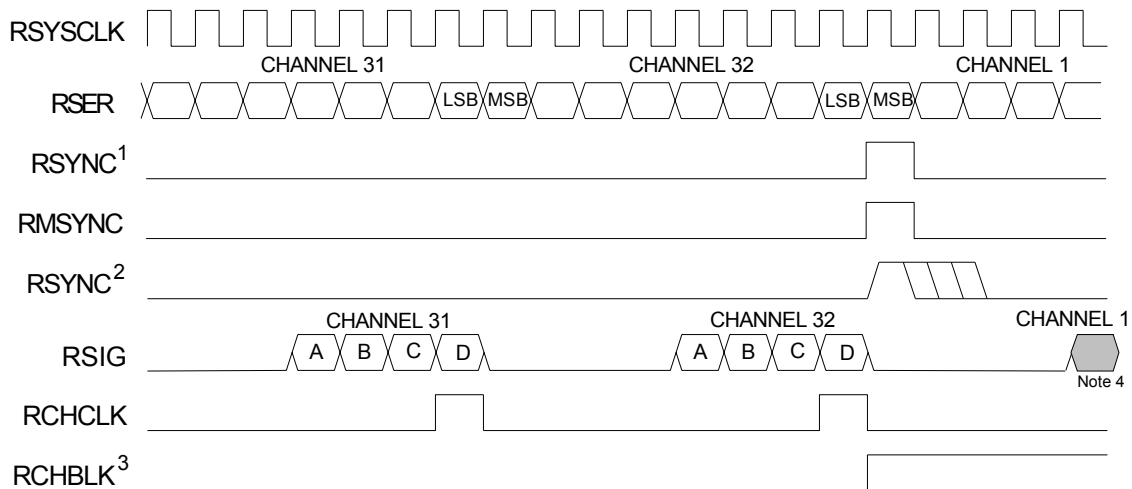 RSYSCLK
CHANNEL 31 CHANNEL 32 CHANNEL 1
RSER LSB MSB LSB MSB
RSYNC¹
RMSYNC
RSYNC²
CHANNEL 31 CHANNEL 32 CHANNEL 1
RSIG A B C D A B C D
Note 4
RCHCLK
RCHBLK³